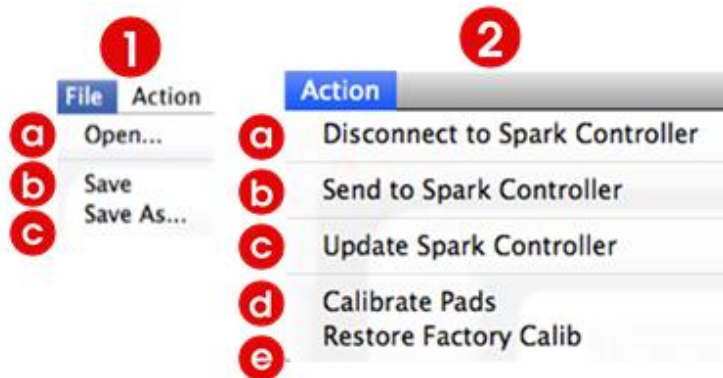 1
File Action
a Open...
b Save
c Save As...
2
Action
a Disconnect to Spark Controller
b Send to Spark Controller
c Update Spark Controller
d Calibrate Pads
e Restore Factory Calib